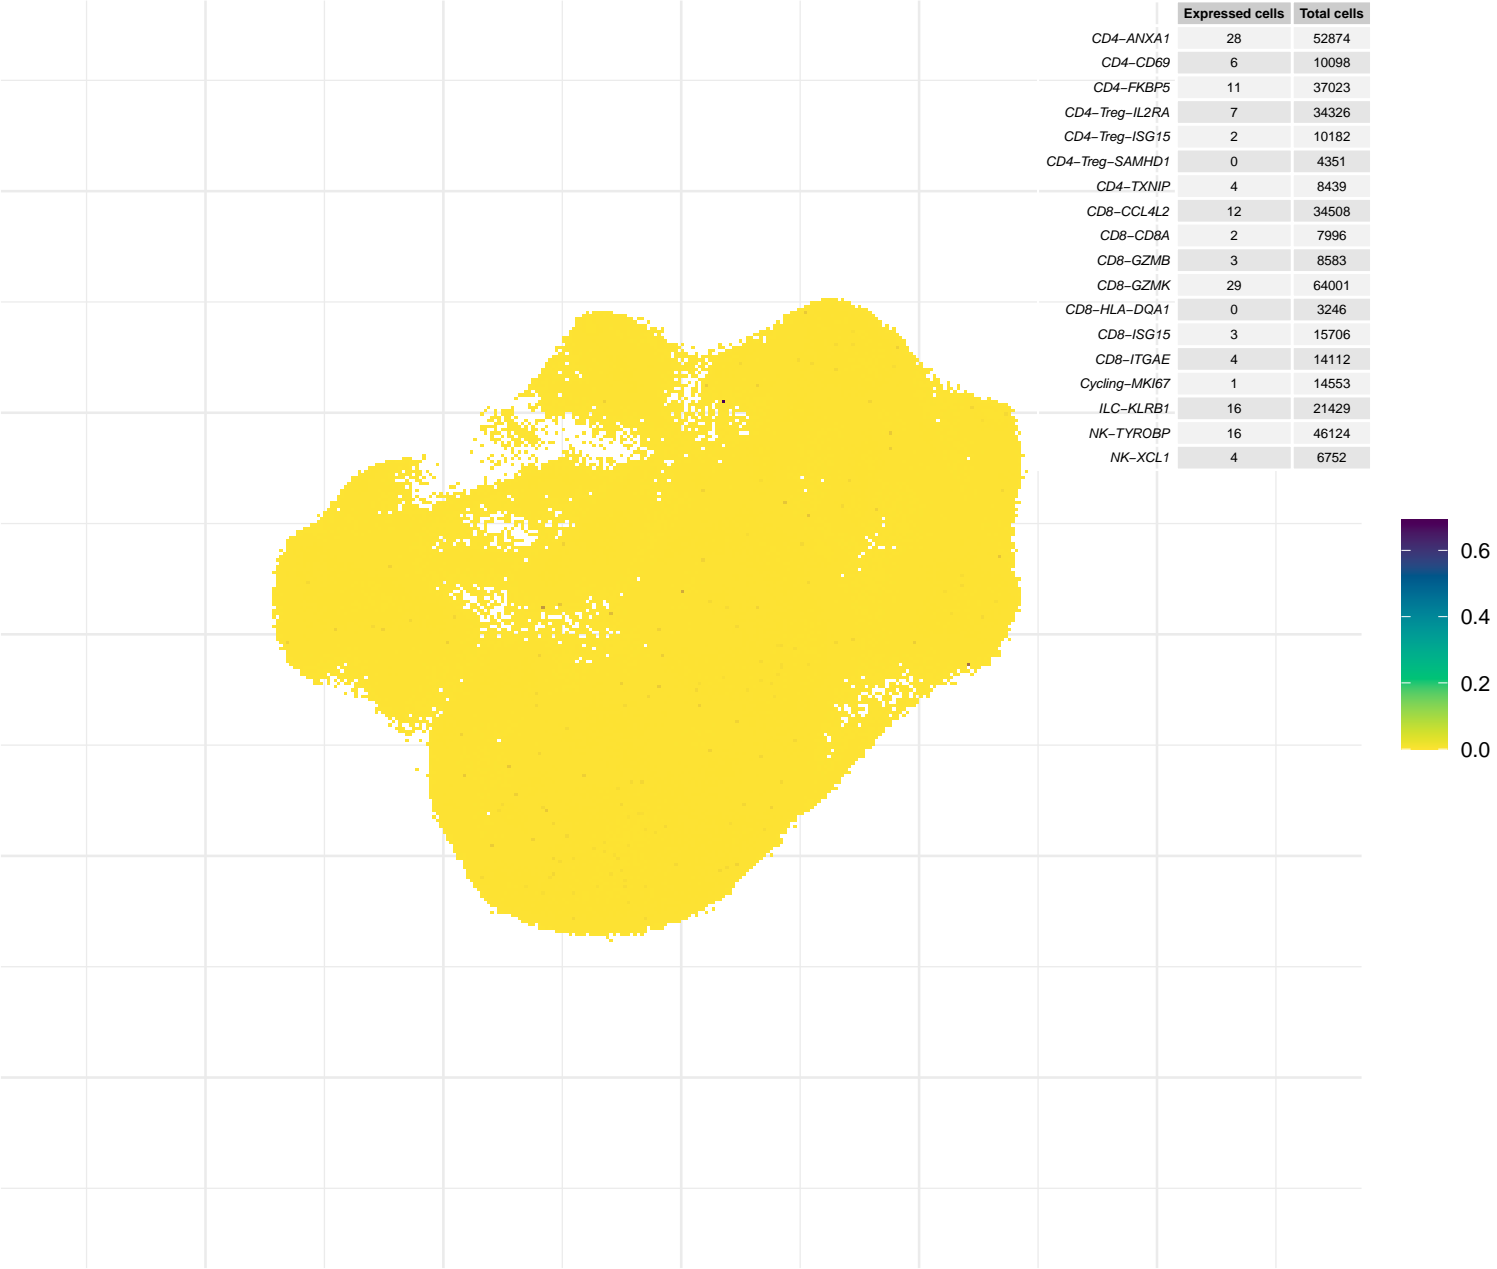 Expressed cells Total cells
CD4−ANXA1 28 52874
CD4−CD69 6 10098
CD4−FKBP5 11 37023
CD4−Treg−IL2RA 7 34326
CD4−Treg−ISG15 2 10182
CD4−Treg−SAMHD1 0 4351
CD4−TXNIP 4 8439
CD8−CCL4L2 12 34508
CD8−CD8A 2 7996
CD8−GZMB 3 8583
CD8−GZMK 29 64001
CD8−HLA−DQA1 0 3246
CD8−ISG15 3 15706
CD8−ITGAE 4 14112
Cycling−MKI67 1 14553
ILC−KLRB1 16 21429
NK−TYROBP 16 46124
NK−XCL1 4 6752
0.6
0.4
0.2
0.0